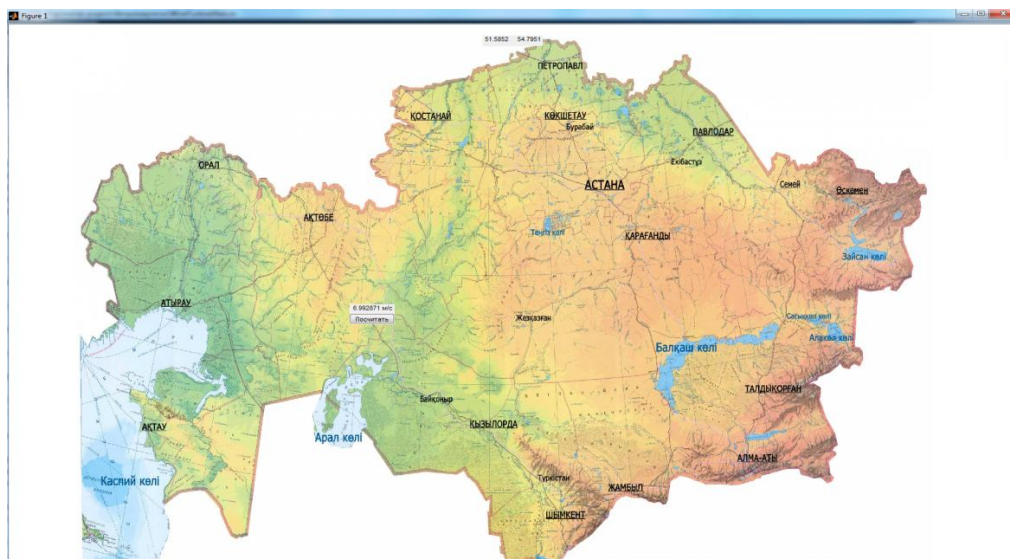 Figure 1
51.5852 54.7951
ПЕТРОПАВЛ
ҚОСТАНАЙ
КӨКШЕТАУ
Бурабай
ПАВЛОДАР
Екібастұз
ОРАЛ
АСТАНА
Семей
Өскемен
АҚТӨБЕ
Теңіз көлі
ҚАРАҒАНДЫ
Зайсан көлі
АТЫРАУ
6.992871 м/с
Посчитать
Жезқазған
Сасықкөл көлі
Алакөл көлі
Балқаш көлі
ТАЛДЫҚОРҒАН
Байқоңыр
АҚТАУ
ҚЫЗЫЛОРДА
Арал көлі
АЛМА-АТЫ
Каспий көлі
Түркістан
ЖАМБЫЛ
ШЫМКЕНТ